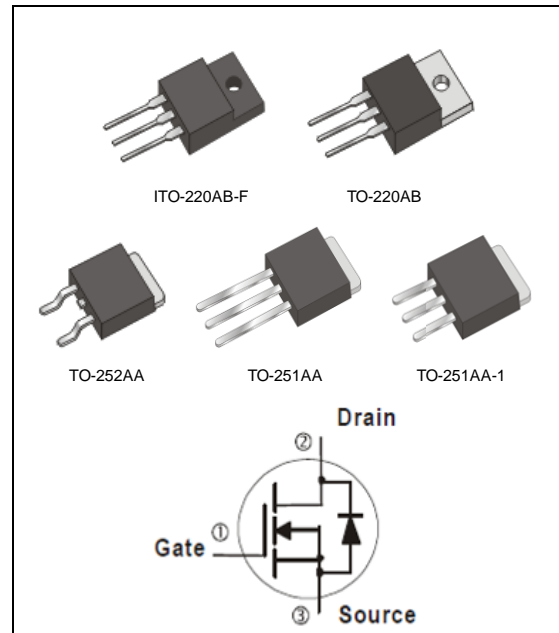 ITO-220AB-F
TO-220AB
TO-252AA
TO-251AA
TO-251AA-1
Drain
②
①
Gate
③
Source